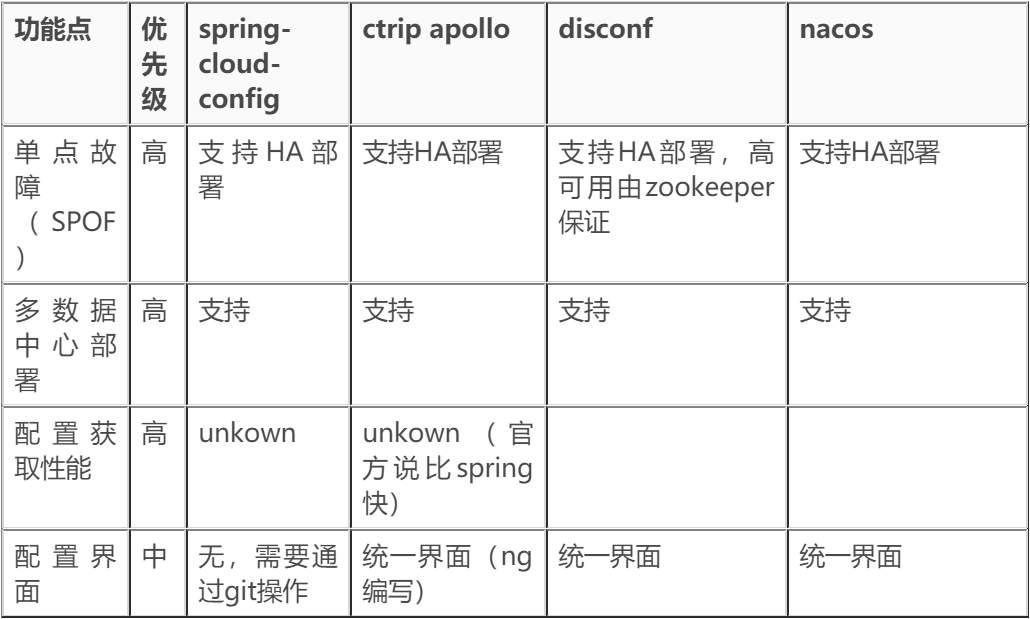 功能点
优
先
级
spring-
cloud-
config
ctrip apollo
disconf
nacos
单点故
障
（SPOF
）
高
支持HA部
署
支持HA部署
支持HA部署，高
可用由zookeeper
保证
支持HA部署
多数据
中心部
署
高
支持
支持
支持
支持
配置获
取性能
高
unkown
unkown（官
方说比spring
快）
配置界
面
中
无，需要通
过git操作
统一界面（ng
编写）
统一界面
统一界面